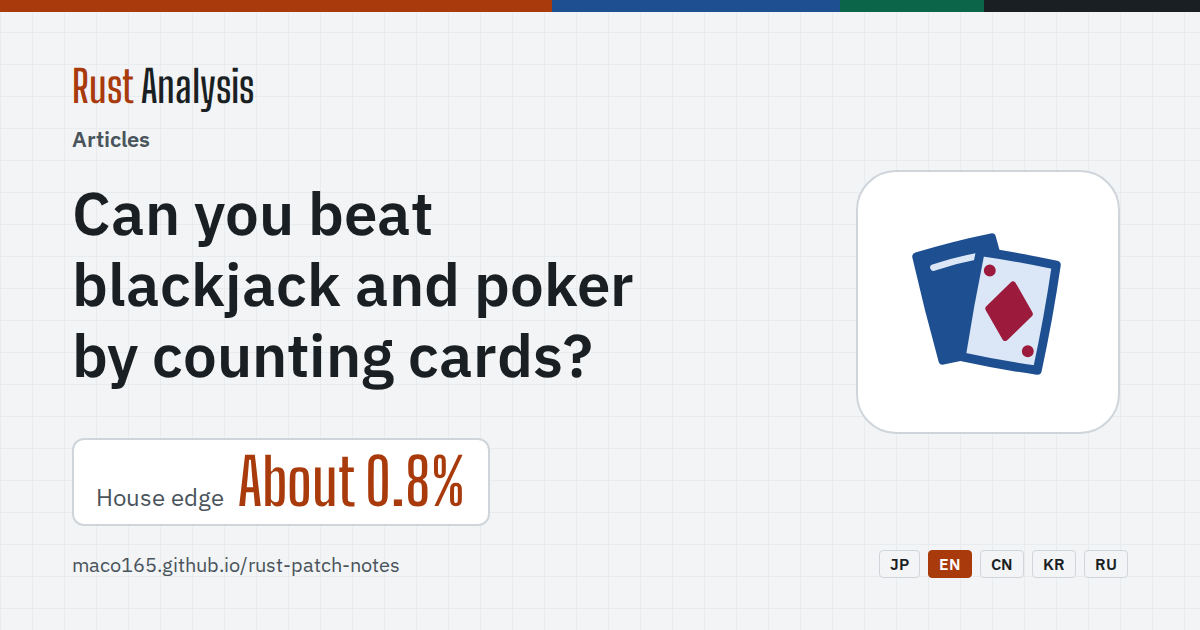 Rust Analysis
Articles
Can you beat
blackjack and poker
by counting cards?
House edge About 0.8%
maco165.github.io/rust-patch-notes
JP EN CN KR RU